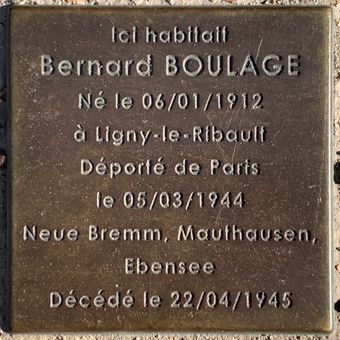 Ici habitait
Bernard BOULAGE
Né le 06/01/1912
à Ligny-le-Ribault
Déporté de Paris
le 05/03/1944
Neue Bremm, Mauthausen,
Ebensee
Décédé le 22/04/1945